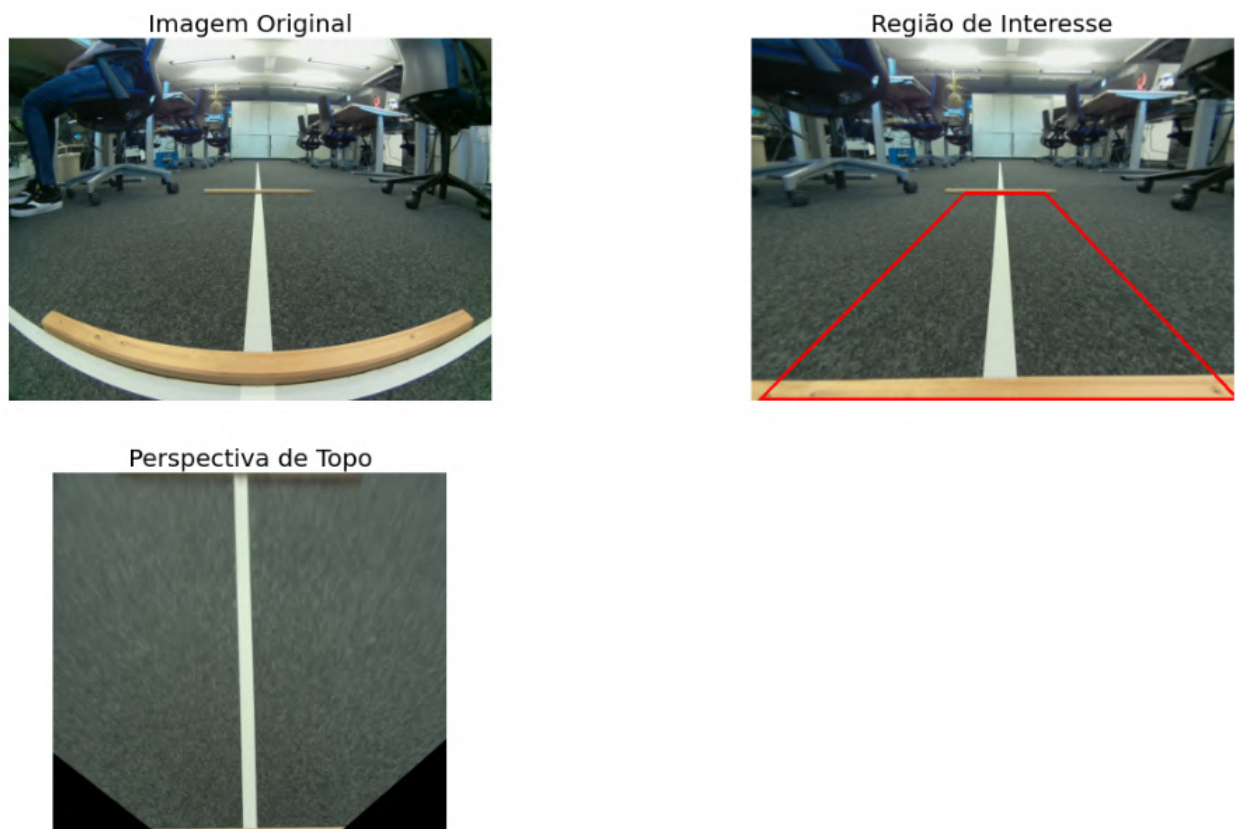 Imagem Original
Região de Interesse
Perspectiva de Topo